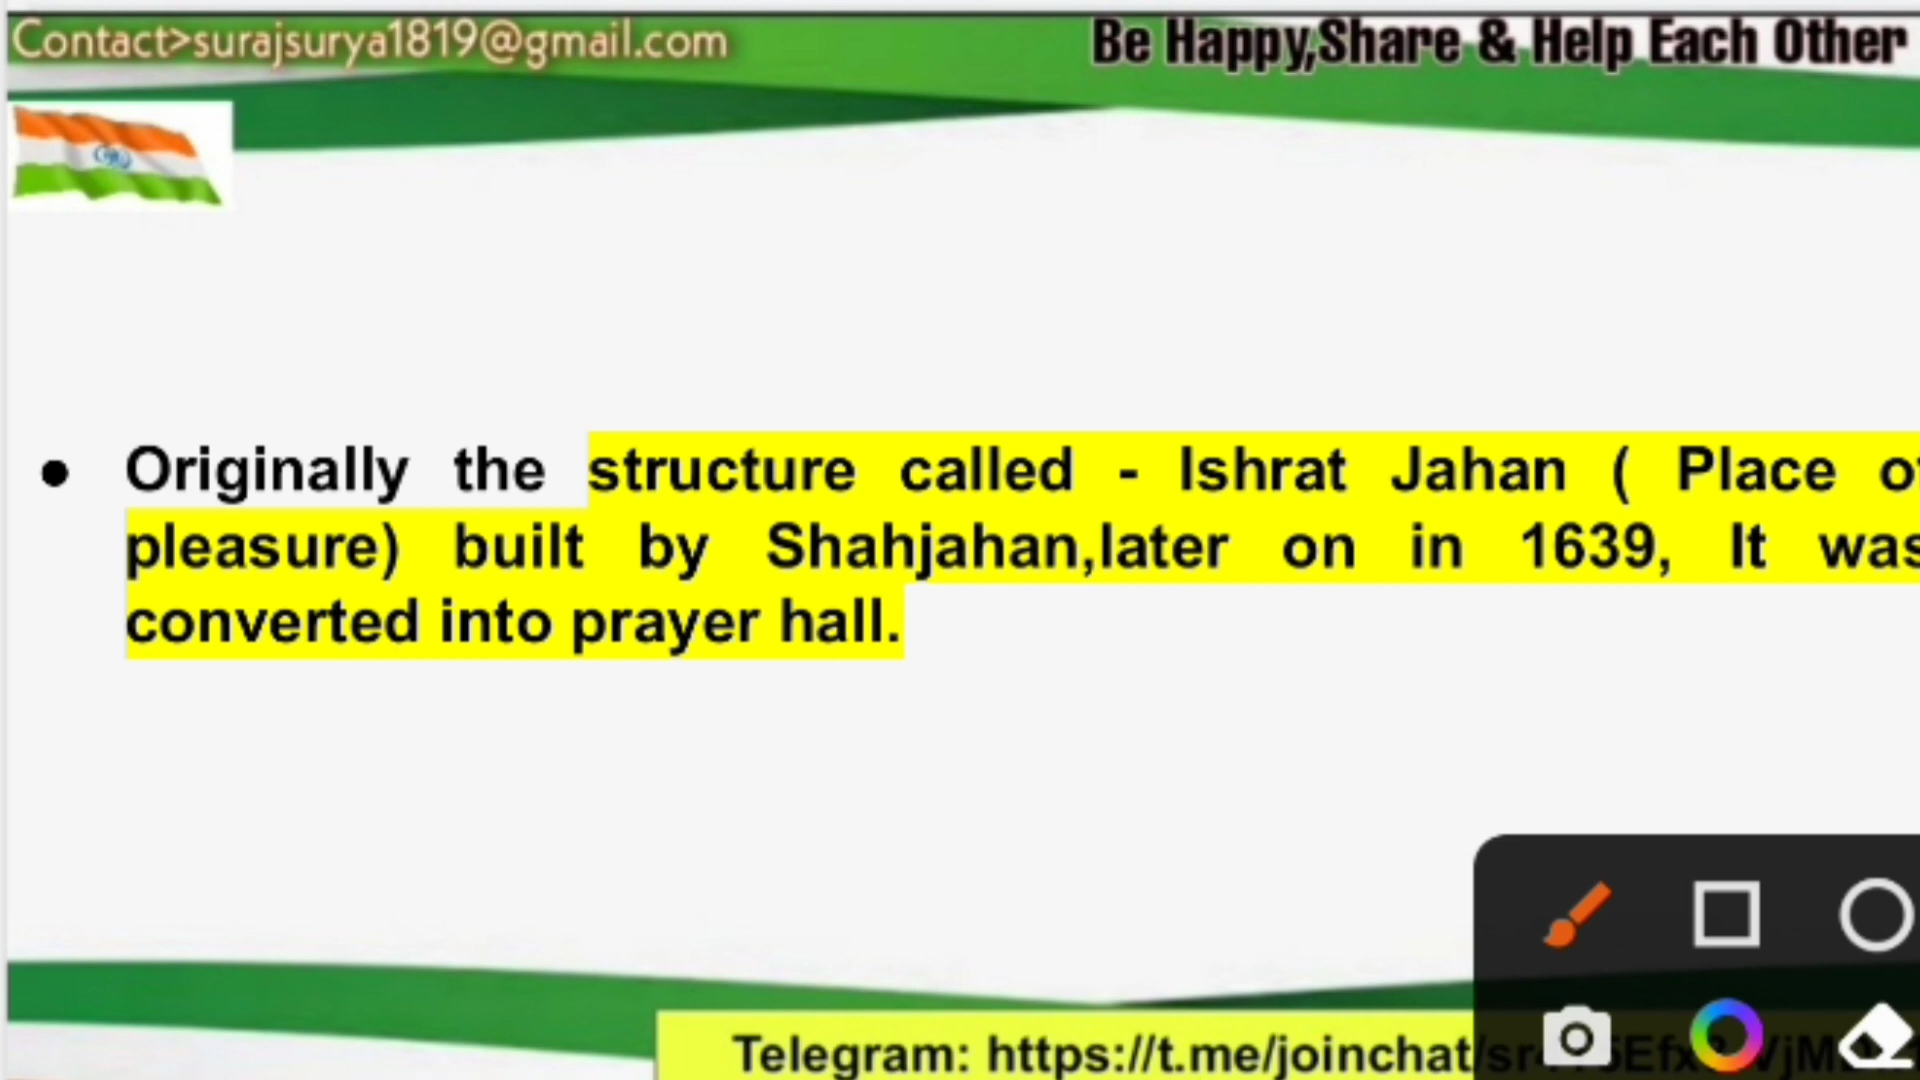 Contact>surajsurya1819@gmail.com
Be Happy,Share & Help Each Other
● Originally the structure called - Ishrat Jahan ( Place of
pleasure) built by Shahjahan,later on in 1639, It was
converted into prayer hall.
Telegram: https://t.me/joinchat/